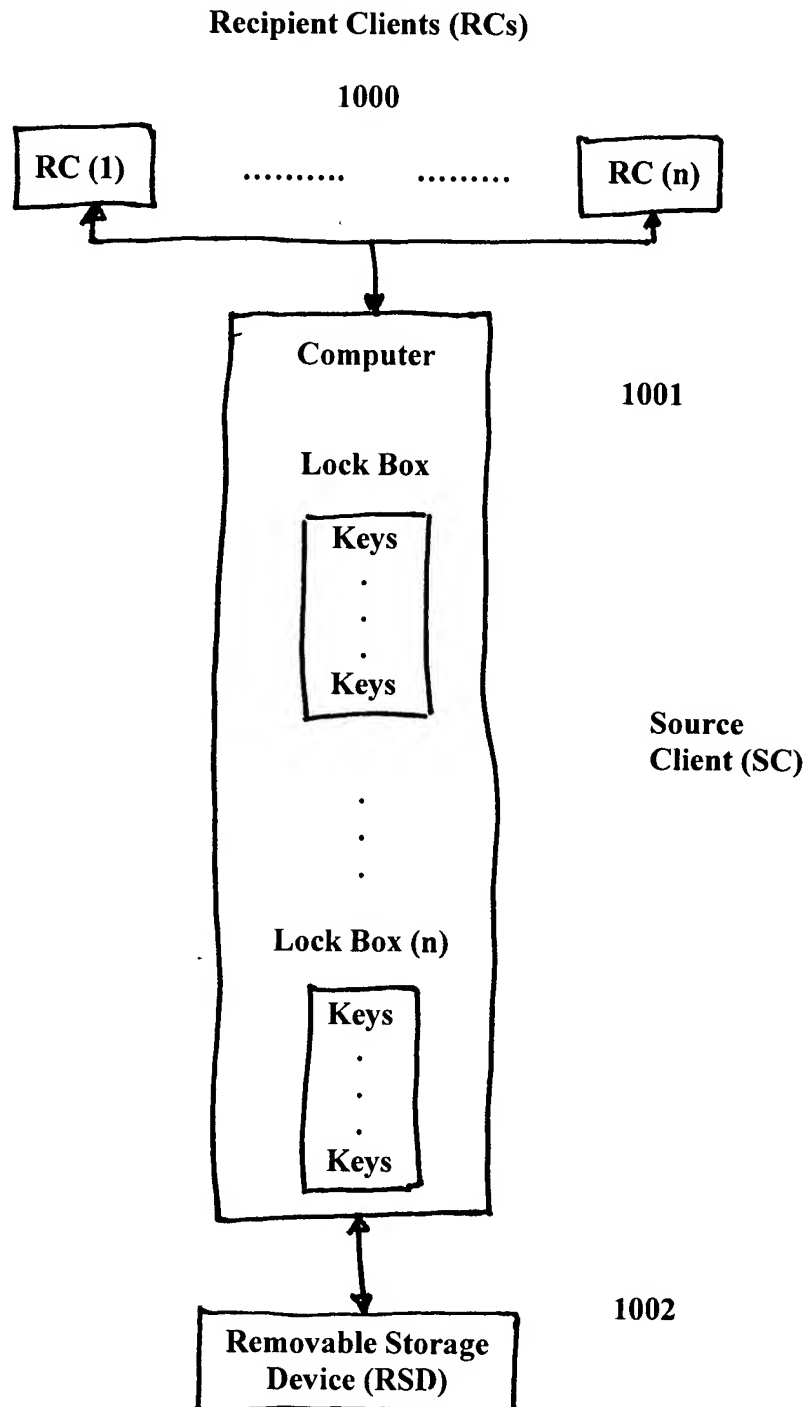 Recipient Clients (RCs)
1000
RC (1)
.......... .........
RC (n)
Computer
1001
Lock Box
Keys
.
.
.
Keys
Source
Client (SC)
.
.
.
Lock Box (n)
Keys
.
.
.
Keys
1002
Removable Storage
Device (RSD)